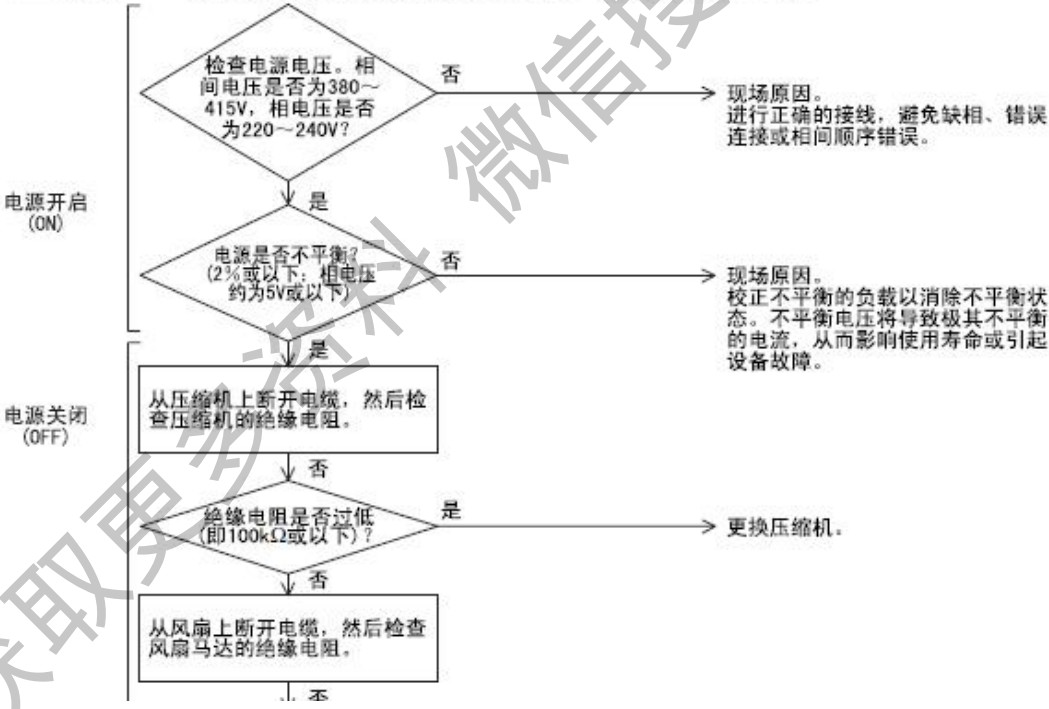 检查电源电压。相
间电压是否为380～
415V，相电压是否
为220～240V？
否
现场原因。
进行正确的接线，避免缺相、错误
连接或相间顺序错误。
是
电源开启
(ON)
电源是否不平衡？
(2%或以下：相电压
约为5V或以下)
否
现场原因。
校正不平衡的负载以消除不平衡状
态。不平衡电压将导致极其不平衡
的电流，从而影响使用寿命或引起
设备故障。
是
电源关闭
(OFF)
从压缩机上断开电缆，然后检
查压缩机的绝缘电阻。
否
绝缘电阻是否过低
(即100kΩ或以下)？
是
更换压缩机。
否
从风扇上断开电缆，然后检查
风扇马达的绝缘电阻。
否
获取更多资料 微信搜